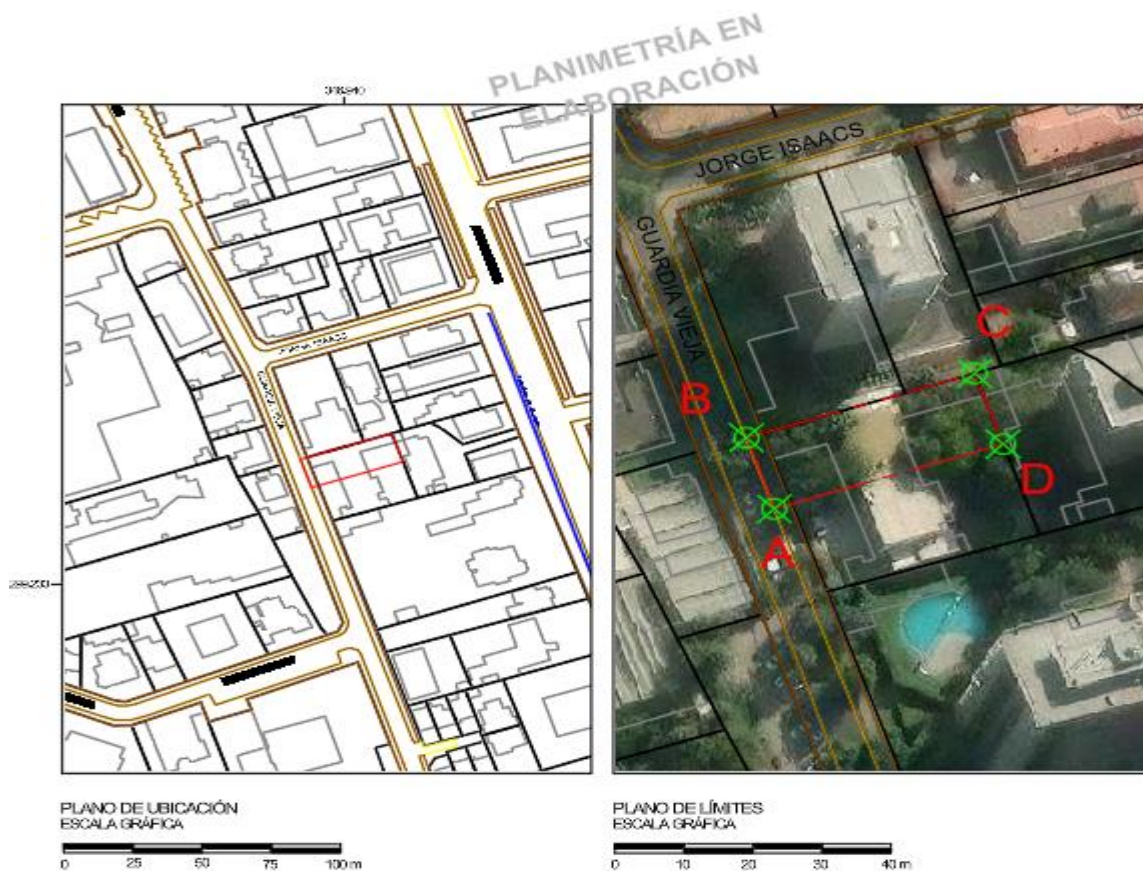 PLANIMETRÍA EN
ELABORACIÓN
JORGE ISAACS
GUARDIA VIEJA
B
C
A
D
PLANO DE UBICACIÓN
ESCALA GRÁFICA
0 25 50 75 100 m
PLANO DE LÍMITES
ESCALA GRÁFICA
0 10 20 30 40 m